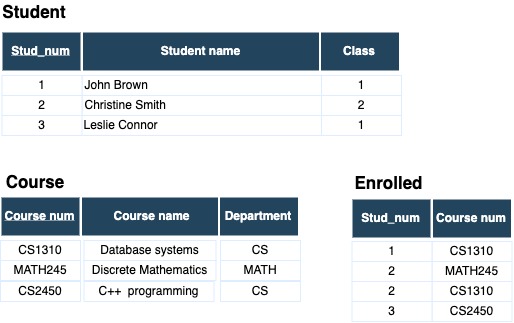 Student
Stud_num Student name Class
1 John Brown 1
2 Christine Smith 2
3 Leslie Connor 1
Course
Course num Course name Department
CS1310 Database systems CS
MATH245 Discrete Mathematics MATH
CS2450 C++ programming CS
Enrolled
Stud_num Course num
1 CS1310
2 MATH245
2 CS1310
3 CS2450